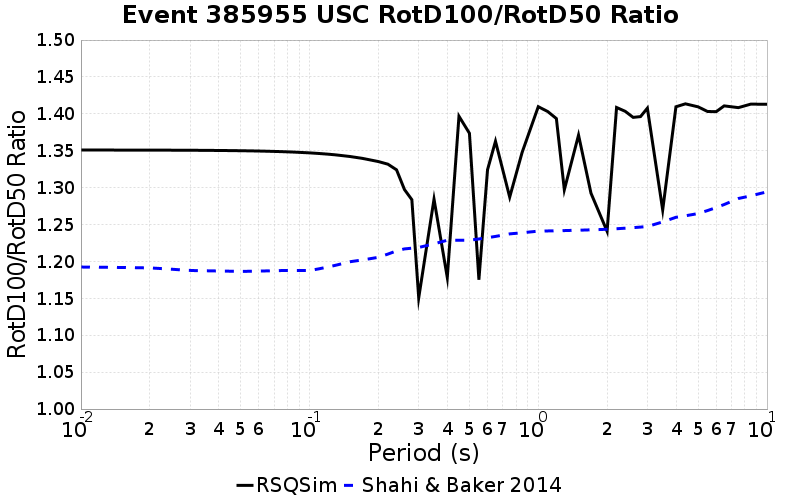 Event 385955 USC RotD100/RotD50 Ratio
RotD100/RotD50 Ratio
1.50
1.45
1.40
1.35
1.30
1.25
1.20
1.15
1.10
1.05
1.00
10-2 2 3 4 5 6 10-1 2 3 4 5 6 7 100 2 3 4 5 6 7 101
Period (s)
RSQSim Shahi & Baker 2014